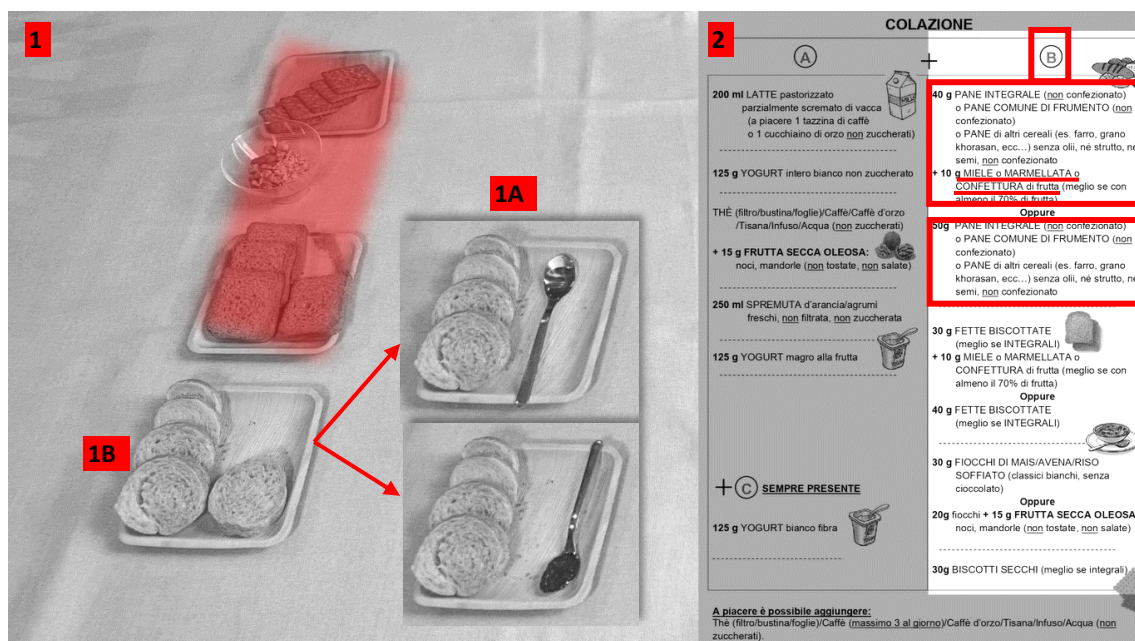 1
1A
1B
2
COLAZIONE
A
+
B
200 ml LATTE pastorizzato
parzialmente scremato di vacca
(a piacere 1 tazzina di caffè
o 1 cucchiaino di orzo non zuccherati)
125 g YOGURT intero bianco non zuccherato
THÈ (filtro/bustina/foglie)/Caffè/Caffè d'orzo
/Tisana/Infuso/Acqua (non zuccherati)
+ 15 g FRUTTA SECCA OLEOSA:
noci, mandorle (non tostate, non salate)
250 ml SPREMUTA d'arancia/agrumi
freschi, non filtrata, non zuccherata
125 g YOGURT magro alla frutta
+ C SEMPRE PRESENTE
125 g YOGURT bianco fibra
40 g PANE INTEGRALE (non confezionato)
o PANE COMUNE DI FRUMENTO (non
confezionato)
o PANE di altri cereali (es. farro, grano
khorasan, ecc...) senza olii, né strutto, né
semi, non confezionato
+ 10 g MIELE o MARMELLATA o
CONFETTURA di frutta (meglio se con
almeno il 70% di frutta)
Oppure
50g PANE INTEGRALE (non confezionato)
o PANE COMUNE DI FRUMENTO (non
confezionato)
o PANE di altri cereali (es. farro, grano
khorasan, ecc...) senza olii, né strutto, né
semi, non confezionato
30 g FETTE BISCOTTATE
(meglio se INTEGRALI)
+ 10 g MIELE o MARMELLATA o
CONFETTURA di frutta (meglio se con
almeno il 70% di frutta)
Oppure
40 g FETTE BISCOTTATE
(meglio se INTEGRALI)
30 g FIOCCHI DI MAIS/AVENA/RISO
SOFFIATO (classici bianchi, senza
cioccolato)
Oppure
20g fiocchi + 15 g FRUTTA SECCA OLEOSA
noci, mandorle (non tostate, non salate)
30g BISCOTTI SECCHI (meglio se integrali)
A piacere è possibile aggiungere:
Thè (filtro/bustina/foglie)/Caffè (massimo 3 al giorno)/Caffè d'orzo/Tisana/Infuso/Acqua (non
zuccherati).